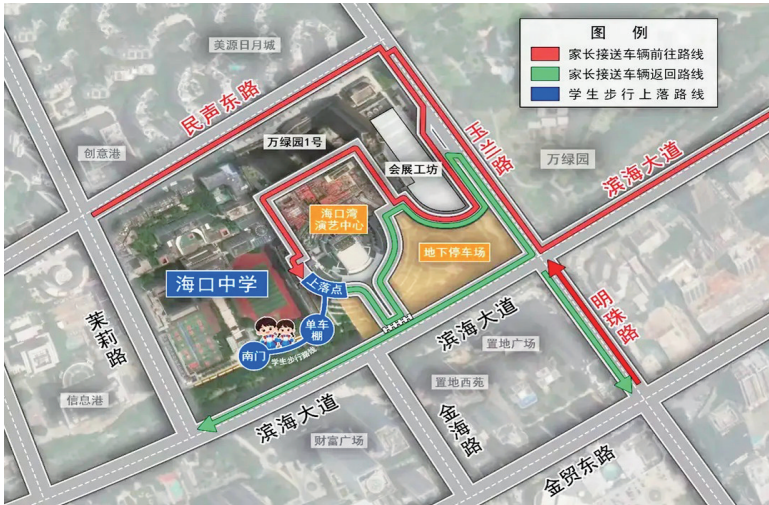 图 例
家长接送车辆前往路线
家长接送车辆返回路线
学生步行上落路线
美源日月城
民声东路
创意港
万绿园1号
会展工坊
玉兰路
万绿园
滨海大道
海口湾
演艺中心
地下停车场
海口中学
上落点
单车
棚
南门
学生步行路线
茉莉路
信息港
滨海大道
明珠路
置地广场
置地西苑
滨海大道
财富广场
金海路
金贸东路